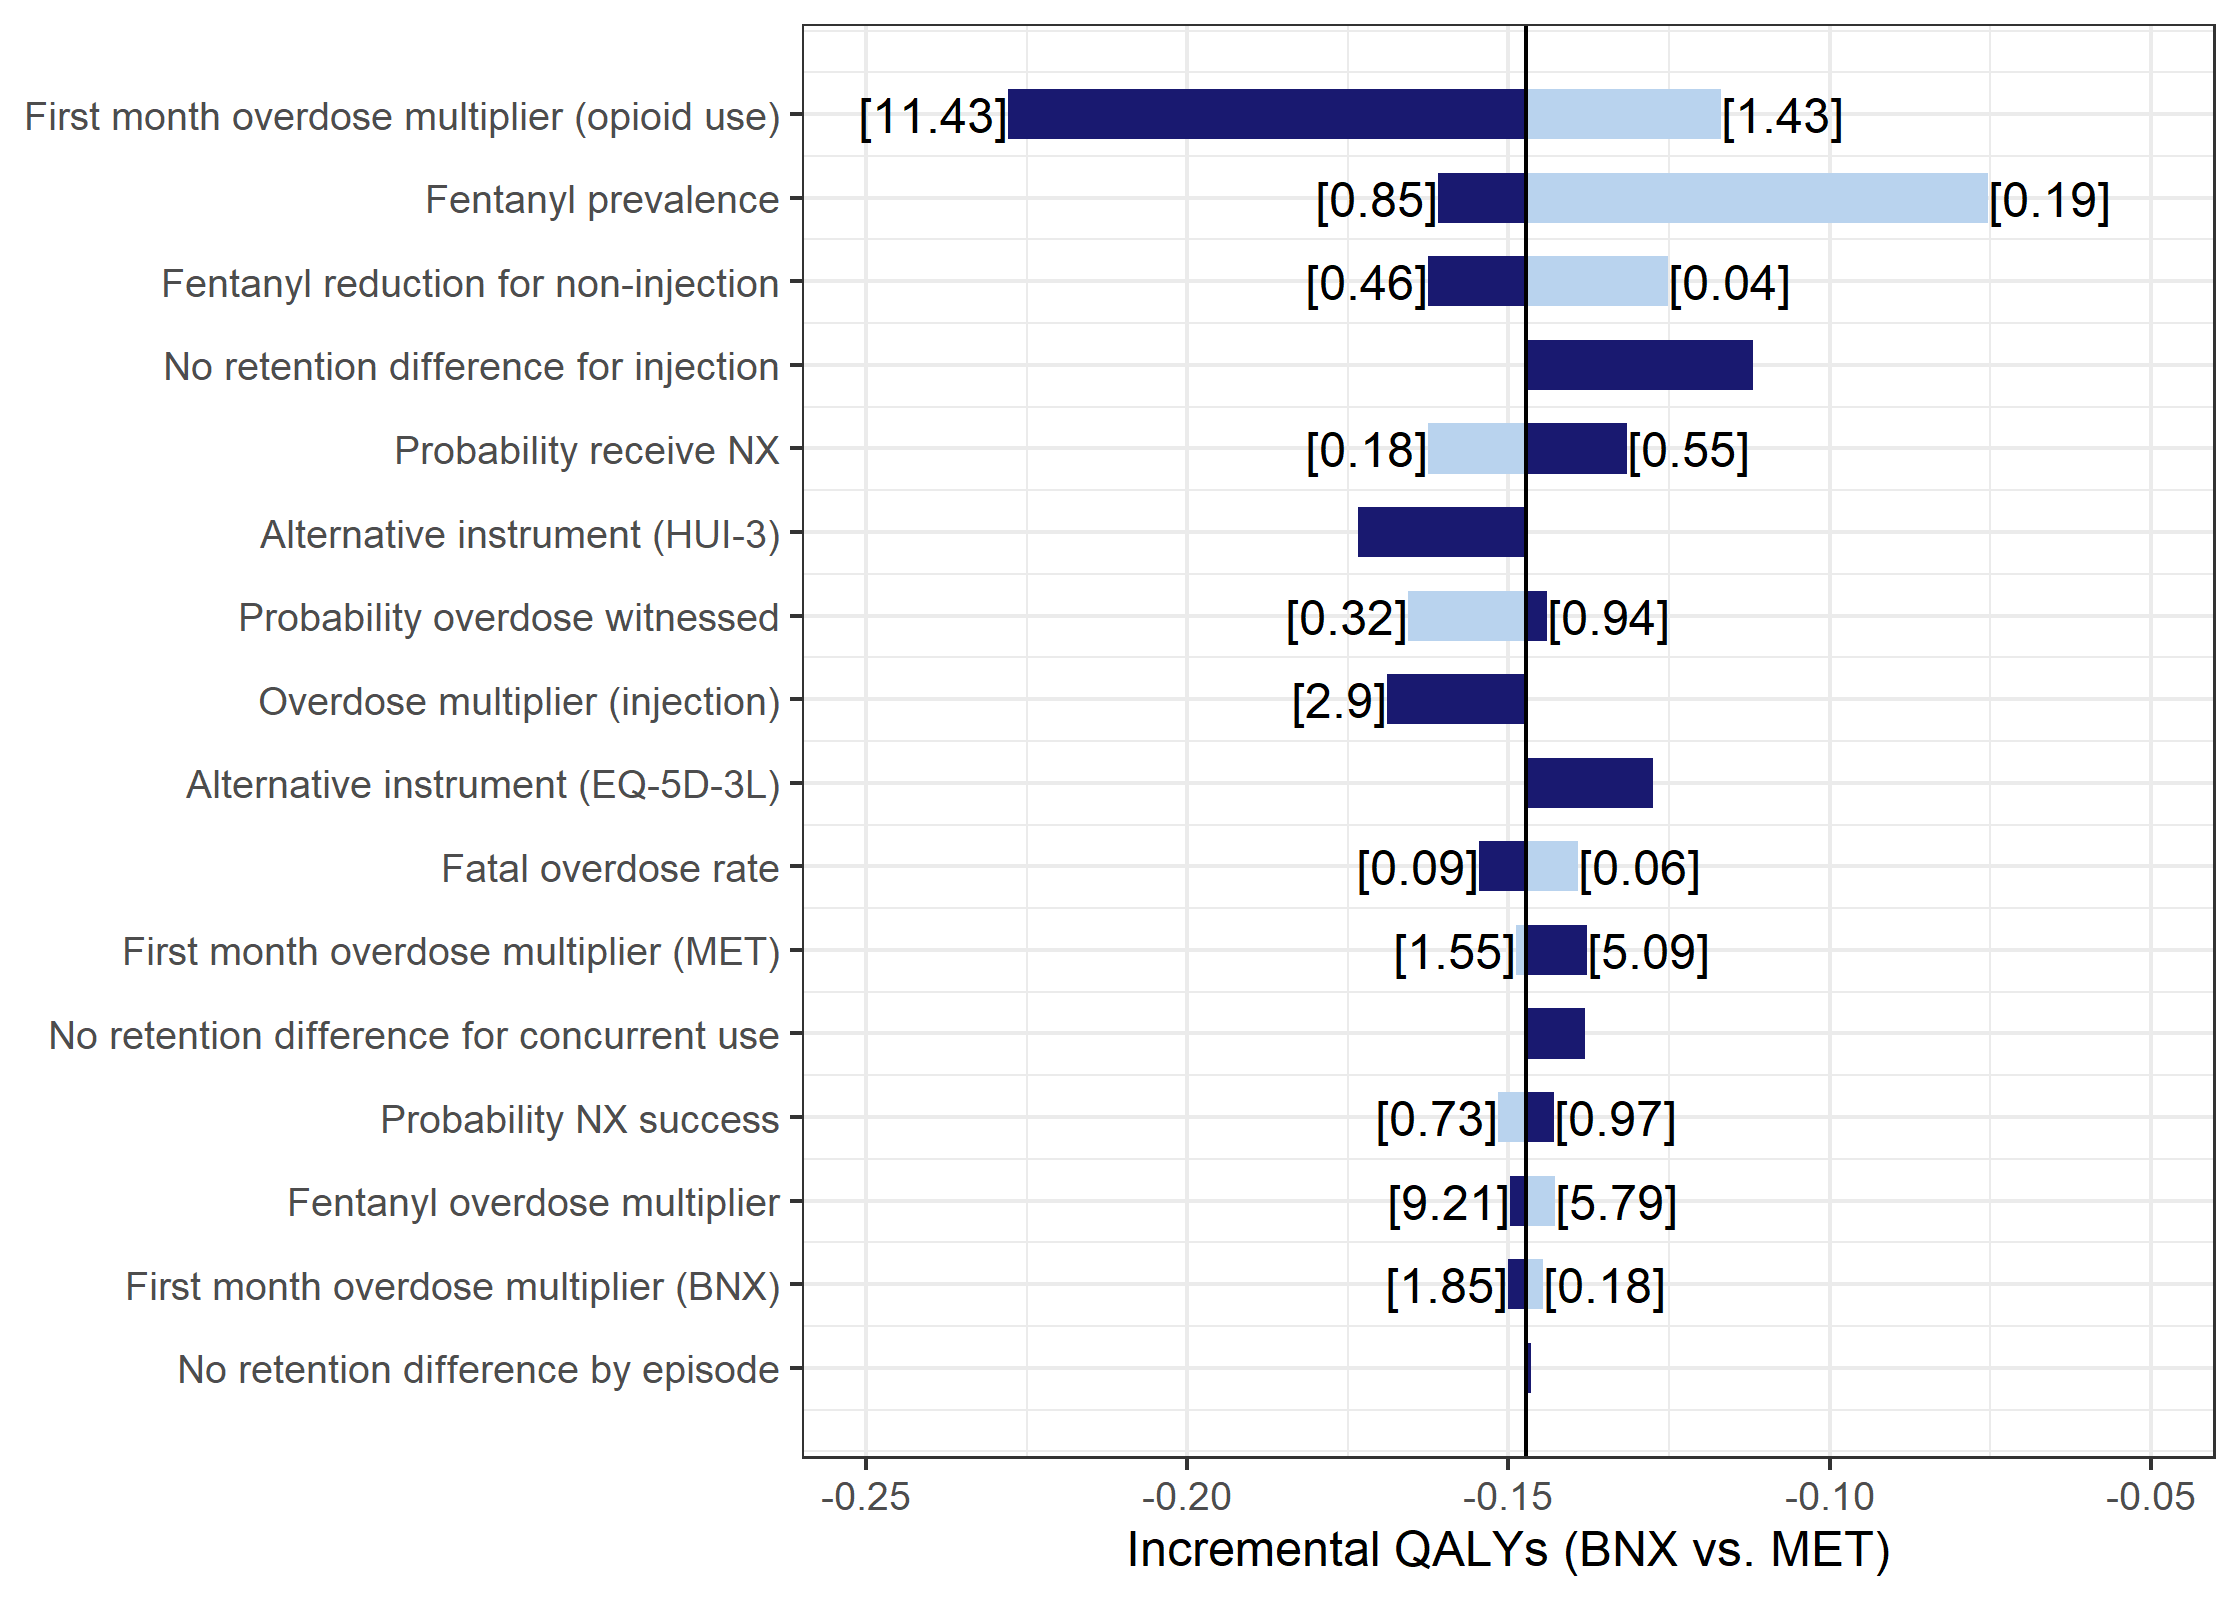 First month overdose multiplier (opioid use) [11.43] [1.43]
Fentanyl prevalence [0.85] [0.19]
Fentanyl reduction for non-injection [0.46] [0.04]
No retention difference for injection
Probability receive NX [0.18] [0.55]
Alternative instrument (HUI-3)
Probability overdose witnessed [0.32] [0.94]
Overdose multiplier (injection) [2.9]
Alternative instrument (EQ-5D-3L)
Fatal overdose rate [0.09] [0.06]
First month overdose multiplier (MET) [1.55] [5.09]
No retention difference for concurrent use
Probability NX success [0.73] [0.97]
Fentanyl overdose multiplier [9.21] [5.79]
First month overdose multiplier (BNX) [1.85] [0.18]
No retention difference by episode
-0.25 -0.20 -0.15 -0.10 -0.05
Incremental QALYs (BNX vs. MET)